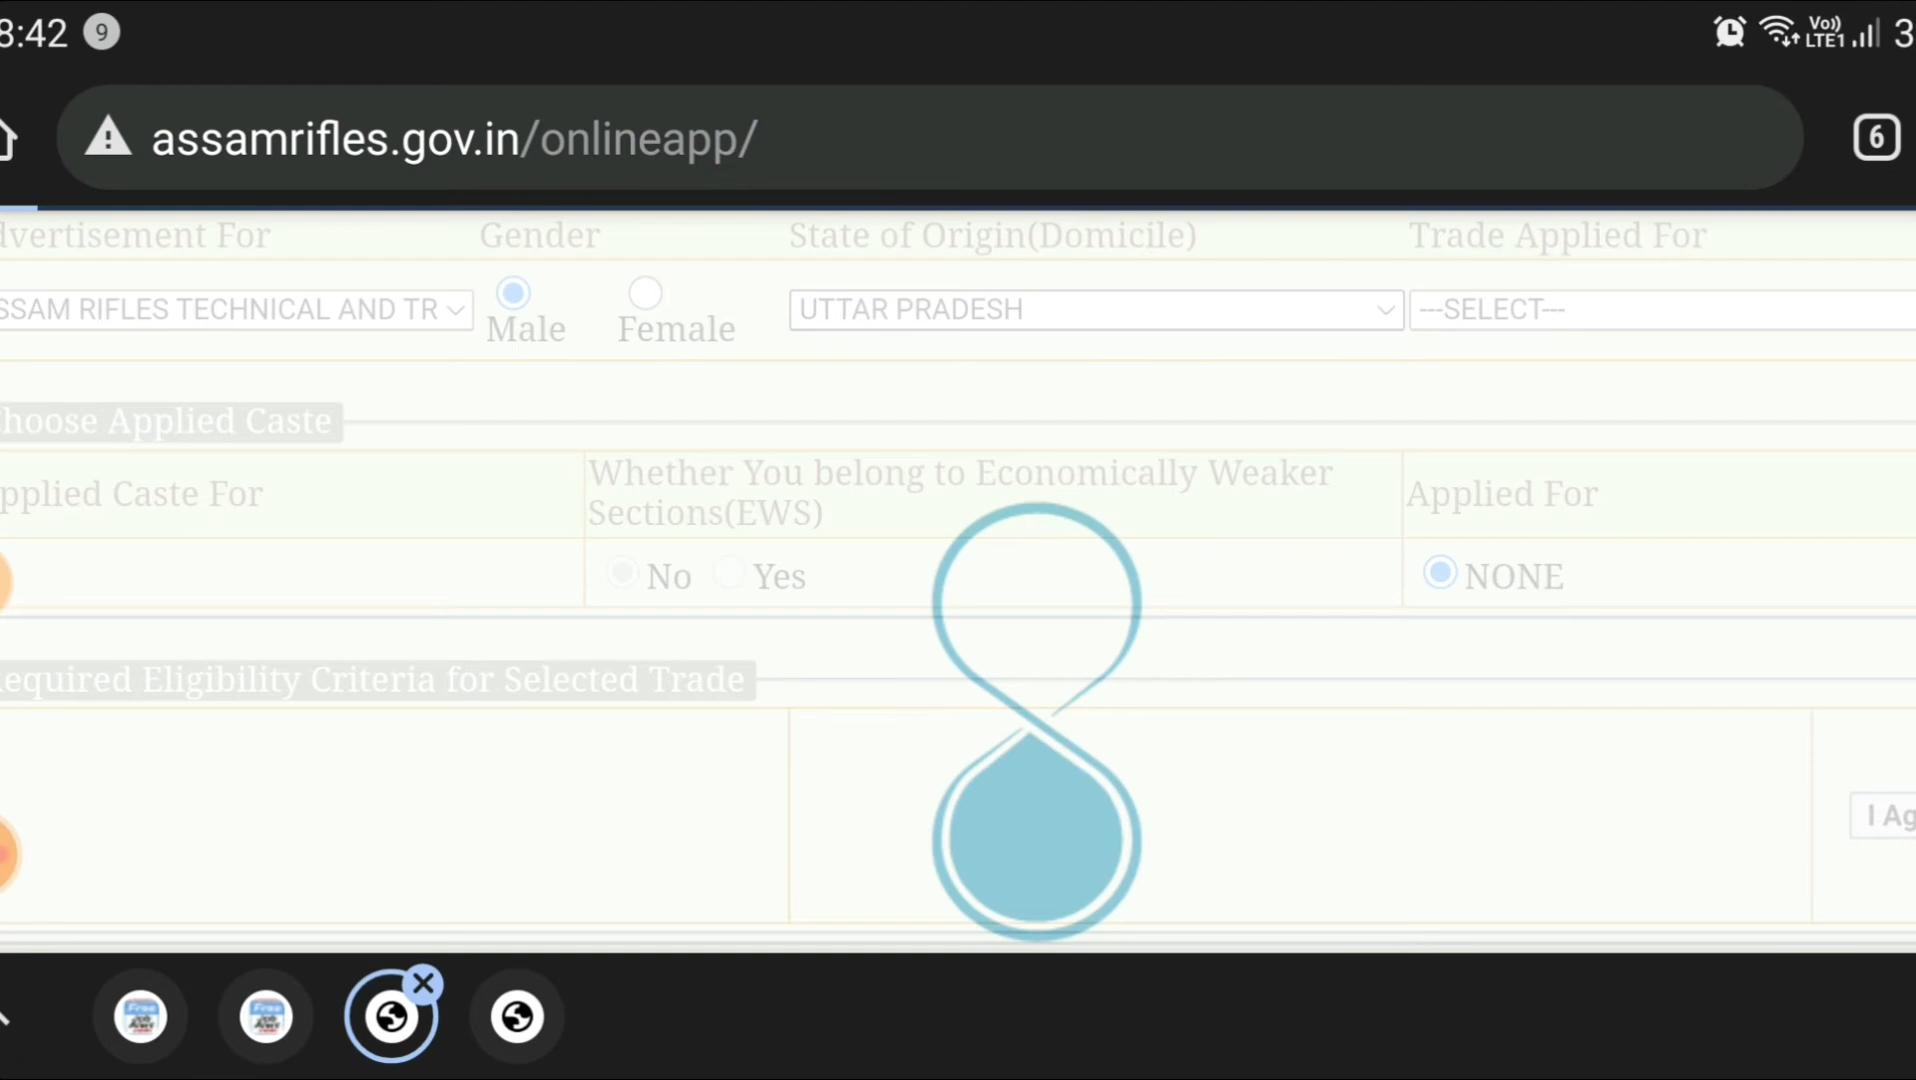 8:42 9 Vo)) LTE1 3
assamrifles.gov.in/onlineapp/ 6
dvertisement For Gender State of Origin(Domicile) Trade Applied For
SSAM RIFLES TECHNICAL AND TR Male Female UTTAR PRADESH ---SELECT---
hoose Applied Caste
pplied Caste For Whether You belong to Economically Weaker Sections(EWS) Applied For
No Yes NONE
equired Eligibility Criteria for Selected Trade
I Ag